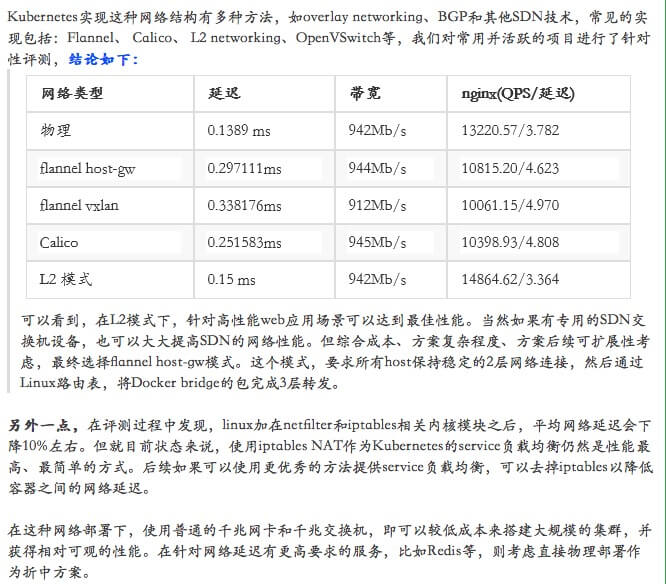 Kubernetes实现这种网络结构有多种方法，如overlay networking、BGP和其他SDN技术，常见的实
现包括：Flannel、 Calico、 L2 networking、OpenVSwitch等，我们对常用并活跃的项目进行了针对
性评测，结论如下：
网络类型 延迟 带宽 nginx(QPS/延迟)
物理 0.1389 ms 942Mb/s 13220.57/3.782
flannel host-gw 0.297111ms 944Mb/s 10815.20/4.623
flannel vxlan 0.338176ms 912Mb/s 10061.15/4.970
Calico 0.251583ms 945Mb/s 10398.93/4.808
L2 模式 0.15 ms 942Mb/s 14864.62/3.364
可以看到，在L2模式下，针对高性能web应用场景可以达到最佳性能。当然如果有专用的SDN交
换机设备，也可以大大提高SDN的网络性能。但综合成本、方案复杂程度、方案后续可扩展性考
虑，最终选择flannel host-gw模式。这个模式，要求所有host保持稳定的2层网络连接，然后通过
Linux路由表，将Docker bridge的包完成3层转发。
另外一点，在评测过程中发现，linux加在netfilter和iptables相关内核模块之后，平均网络延迟会下
降10%左右。但就目前状态来说，使用iptables NAT作为Kubernetes的service负载均衡仍然是性能最
高、最简单的方式。后续如果可以使用更优秀的方法提供service负载均衡，可以去掉iptables以降低
容器之间的网络延迟。
在这种网络部署下，使用普通的千兆网卡和千兆交换机，即可以较低成本来搭建大规模的集群，并
获得相对可观的性能。在针对网络延迟有更高要求的服务，比如Redis等，则考虑直接物理部署作
为折中方案。